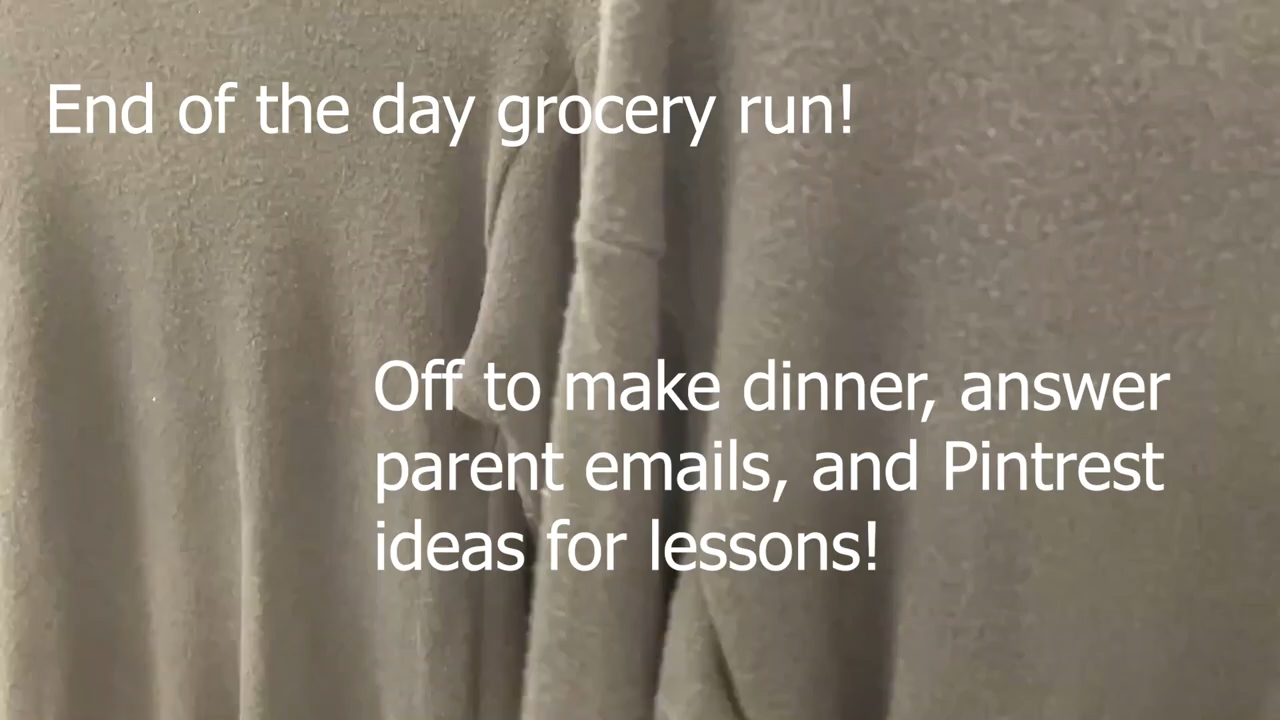 End of the day grocery run!
Off to make dinner, answer
parent emails, and Pintrest
ideas for lessons!